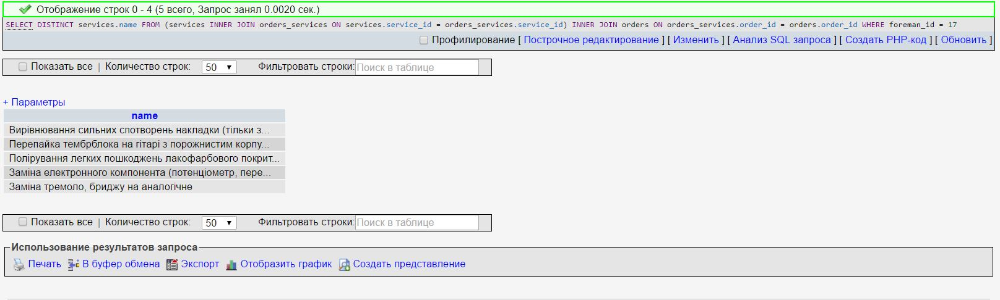 Отображение строк 0 - 4 (5 всего, Запрос занял 0.0020 сек.)
SELECT DISTINCT services.name FROM (services INNER JOIN orders_services ON services.service_id = orders_services.service_id) INNER JOIN orders ON orders_services.order_id = orders.order_id WHERE foreman_id = 17
Профилирование [ Построчное редактирование ] [ Изменить ] [ Анализ SQL запроса ] [ Создать PHP-код ] [ Обновить ]
Показать все | Количество строк: 50 Фильтровать строки: Поиск в таблице
+ Параметры
name
Вирівнювання сильних спотворень накладки (тільки з...
Перепайка тембрблока на гітарі з порожнистим корпу...
Полірування легких пошкоджень лакофарбового покрит...
Заміна електронного компонента (потенціометр, пере...
Заміна тремоло, бриджу на аналогічне
Показать все | Количество строк: 50 Фильтровать строки: Поиск в таблице
Использование результатов запроса
Печать В буфер обмена Экспорт Отобразить график Создать представление